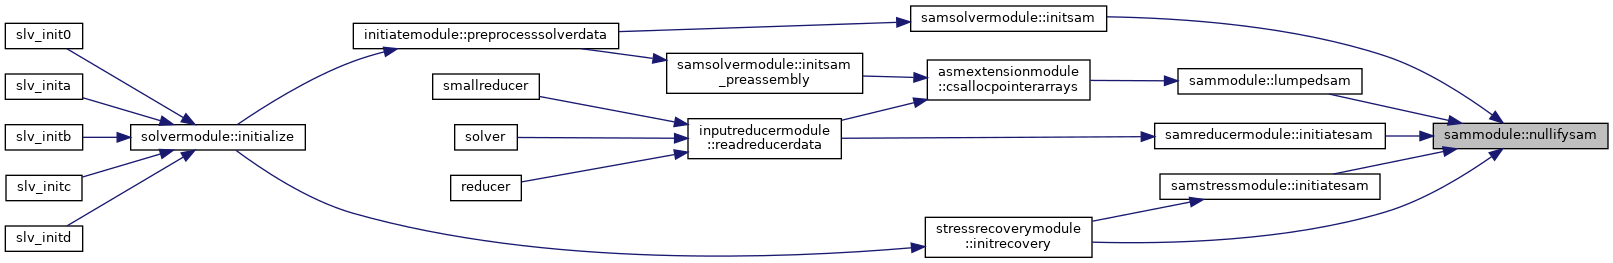 slv_init0
slv_inita
slv_initb
slv_initc
slv_initd
solvermodule::initialize
initiatemodule::preprocesssolverdata
smallreducer
solver
reducer
samsolvermodule::initsam
_preassembly
inputreducermodule
::readreducerdata
samsolvermodule::initsam
asmextensionmodule
::csallocpointerarrays
stressrecoverymodule
::initrecovery
sammodule::lumpedsam
samreducermodule::initiatesam
samstressmodule::initiatesam
sammodule::nullifysam